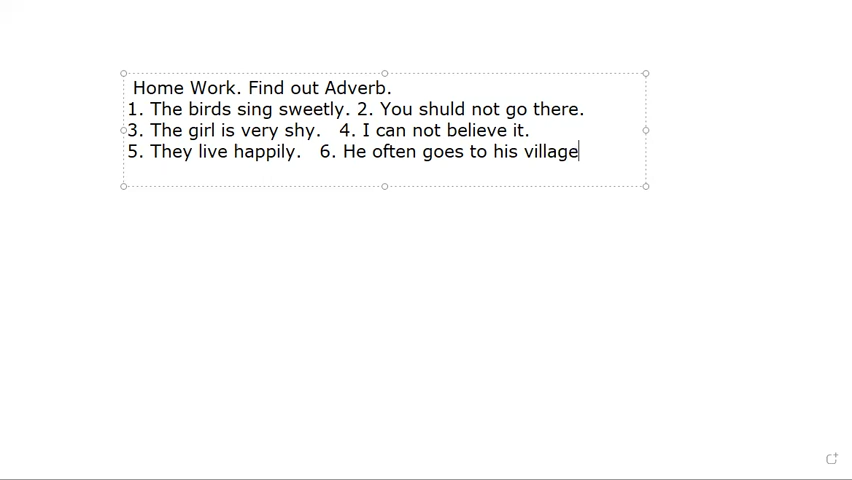 Home Work. Find out Adverb.
1. The birds sing sweetly. 2. You shuld not go there.
3. The girl is very shy. 4. I can not believe it.
5. They live happily. 6. He often goes to his village